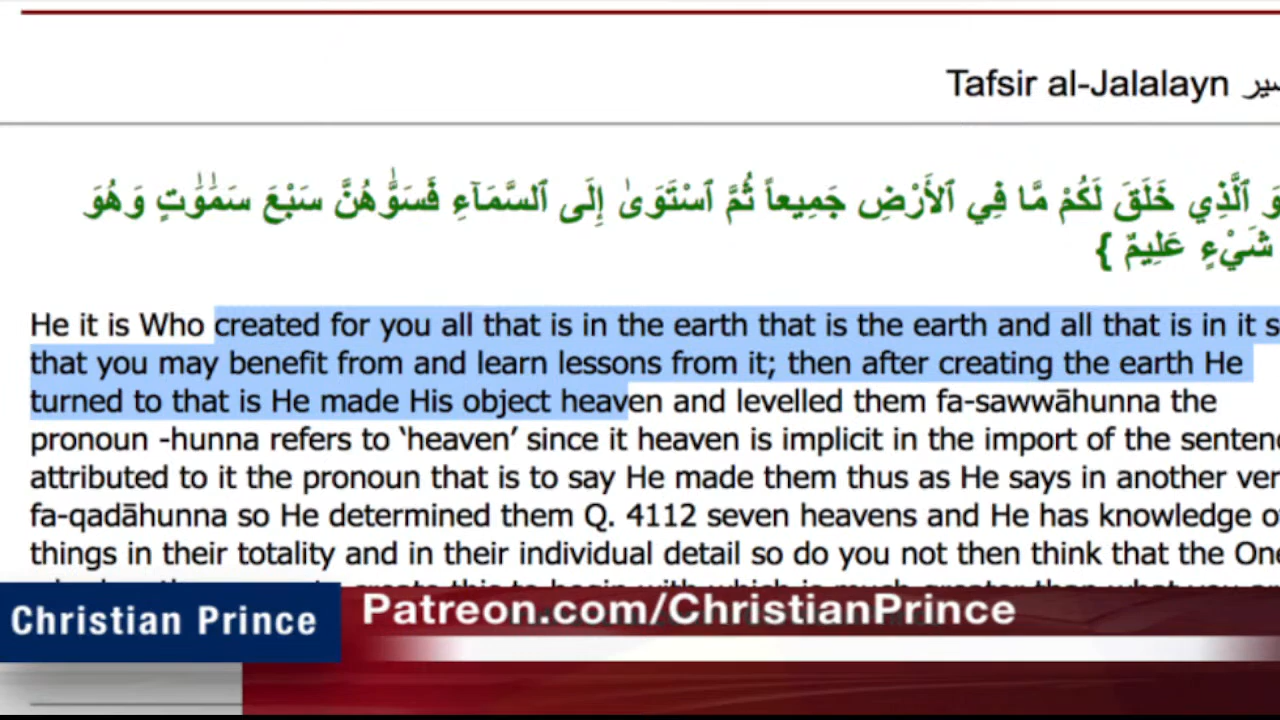 Tafsir al-Jalalayn
ٱلَّذِي خَلَقَ لَكُمْ مَّا فِي ٱلأَرْضِ جَمِيعاً ثُمَّ ٱسْتَوَىٰ إِلَى ٱلسَّمَآءِ فَسَوَّٰهُنَّ سَبْعَ سَمَٰوَٰتٍ وَهُوَ
شَيْءٍ عَلِيمٌ }
He it is Who created for you all that is in the earth that is the earth and all that is in it s
that you may benefit from and learn lessons from it; then after creating the earth He
turned to that is He made His object heaven and levelled them fa-sawwāhunna the
pronoun -hunna refers to ‘heaven’ since it heaven is implicit in the import of the sentenc
attributed to it the pronoun that is to say He made them thus as He says in another ver
fa-qadāhunna so He determined them Q. 4112 seven heavens and He has knowledge of
things in their totality and in their individual detail so do you not then think that the One
Christian Prince
Patreon.com/ChristianPrince